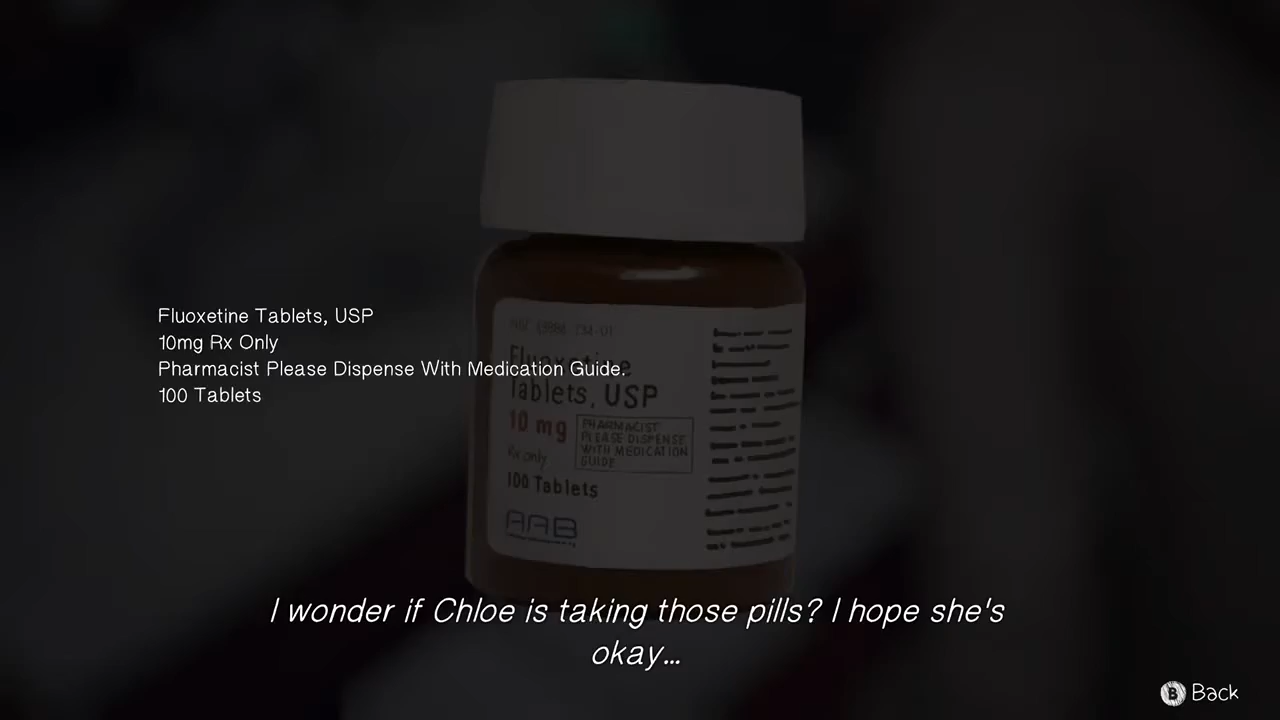 Fluoxetine Tablets, USP
10mg Rx Only
Pharmacist Please Dispense With Medication Guide.
100 Tablets
Fluoxetine
Tablets, USP
10 mg
PHARMACIST
PLEASE DISPENSE
WITH MEDICATION
GUIDE
Rx only
100 Tablets
AAB
I wonder if Chloe is taking those pills? I hope she's
okay...
B Back